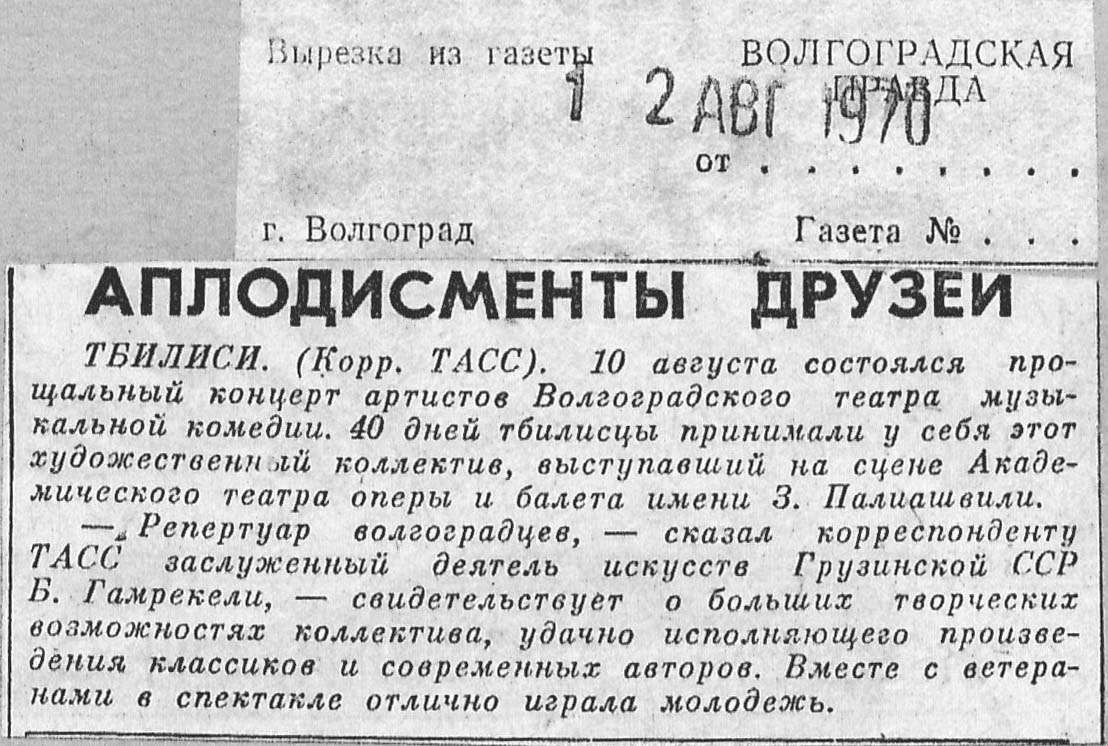 Вырезка из газеты ВОЛГОГРАДСКАЯ
ПРАВДА
12 АВГ 1970
от . . . . . . . . .
г. Волгоград Газета № . . .
АПЛОДИСМЕНТЫ ДРУЗЕЙ
ТБИЛИСИ. (Корр. ТАСС). 10 августа состоялся про-
щальный концерт артистов Волгоградского театра музы-
кальной комедии. 40 дней тбилисцы принимали у себя этот
художественный коллектив, выступавший на сцене Акаде-
мического театра оперы и балета имени З. Палиашвили.
— Репертуар волгоградцев, — сказал корреспонденту
ТАСС заслуженный деятель искусств Грузинской ССР
Б. Гамрекели, — свидетельствует о больших творческих
возможностях коллектива, удачно исполняющего произве-
дения классиков и современных авторов. Вместе с ветера-
нами в спектакле отлично играла молодежь.